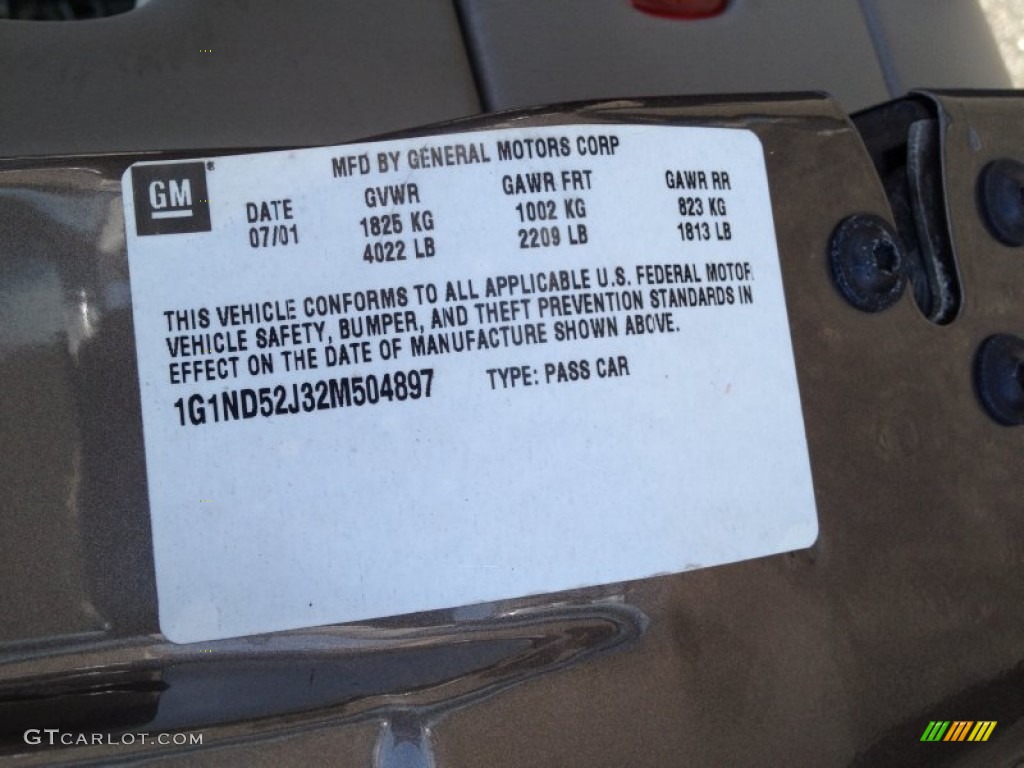 MFD BY GENERAL MOTORS CORP
GM®
DATE GVWR GAWR FRT GAWR RR
07/01 1825 KG 1002 KG 823 KG
4022 LB 2209 LB 1813 LB
THIS VEHICLE CONFORMS TO ALL APPLICABLE U.S. FEDERAL MOTOR
VEHICLE SAFETY, BUMPER, AND THEFT PREVENTION STANDARDS IN
EFFECT ON THE DATE OF MANUFACTURE SHOWN ABOVE.
1G1ND52J32M504897 TYPE: PASS CAR
GTCARLOT.COM